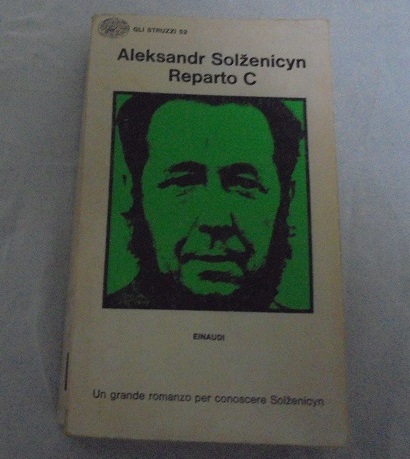 GLI STRUZZI 52
Aleksandr Solženicyn
Reparto C
EINAUDI
Un grande romanzo per conoscere Solženicyn